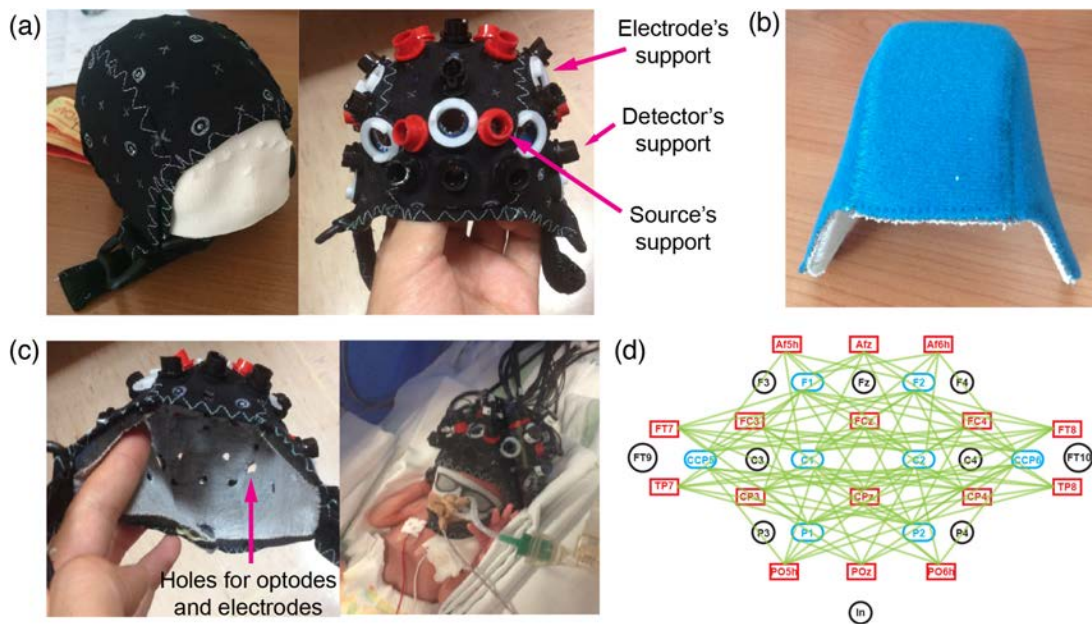 (a)
Electrode's
support
Detector's
support
Source's
support
(b)
(c)
Holes for optodes
and electrodes
(d)
Af5h Afz Af6h
F3 F1 Fz F2 F4
FT7 FC3 FCz FC4 FT8
FT9 CCP5 C3 C1 C2 C4 CCP6 FT10
TP7 CP3 CPz CP4 TP8
P3 P1 P2 P4
PO5h POz PO6h
In